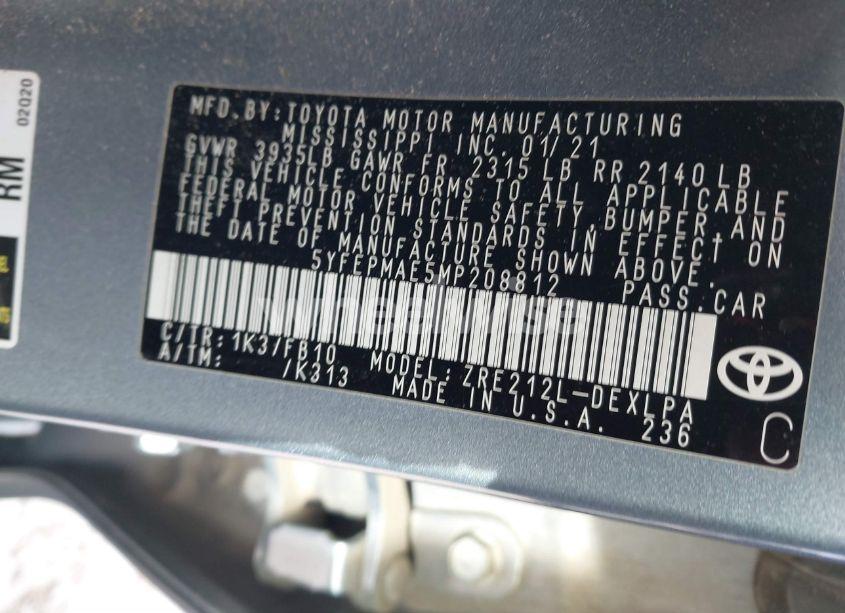 MFD.BY:TOYOTA MOTOR MANUFACTURING
MISSISSIPPI INC. 01/21
GVWR 3935LB GAWR FR 2315 LB RR 2140 LB
THIS VEHICLE CONFORMS TO ALL APPLICABLE
FEDERAL MOTOR VEHICLE SAFETY,BUMPER,AND
THEFT PREVENTION STANDARDS IN EFFECT ON
THE DATE OF MANUFACTURE SHOWN ABOVE.
5YFEPMAE5MP208812 PASS.CAR
C/TR:1K3/FB10 MODEL:ZRE212L-DEXLPA
A/TM: /K313 MADE IN U.S.A. 236
C
RM
02Q20